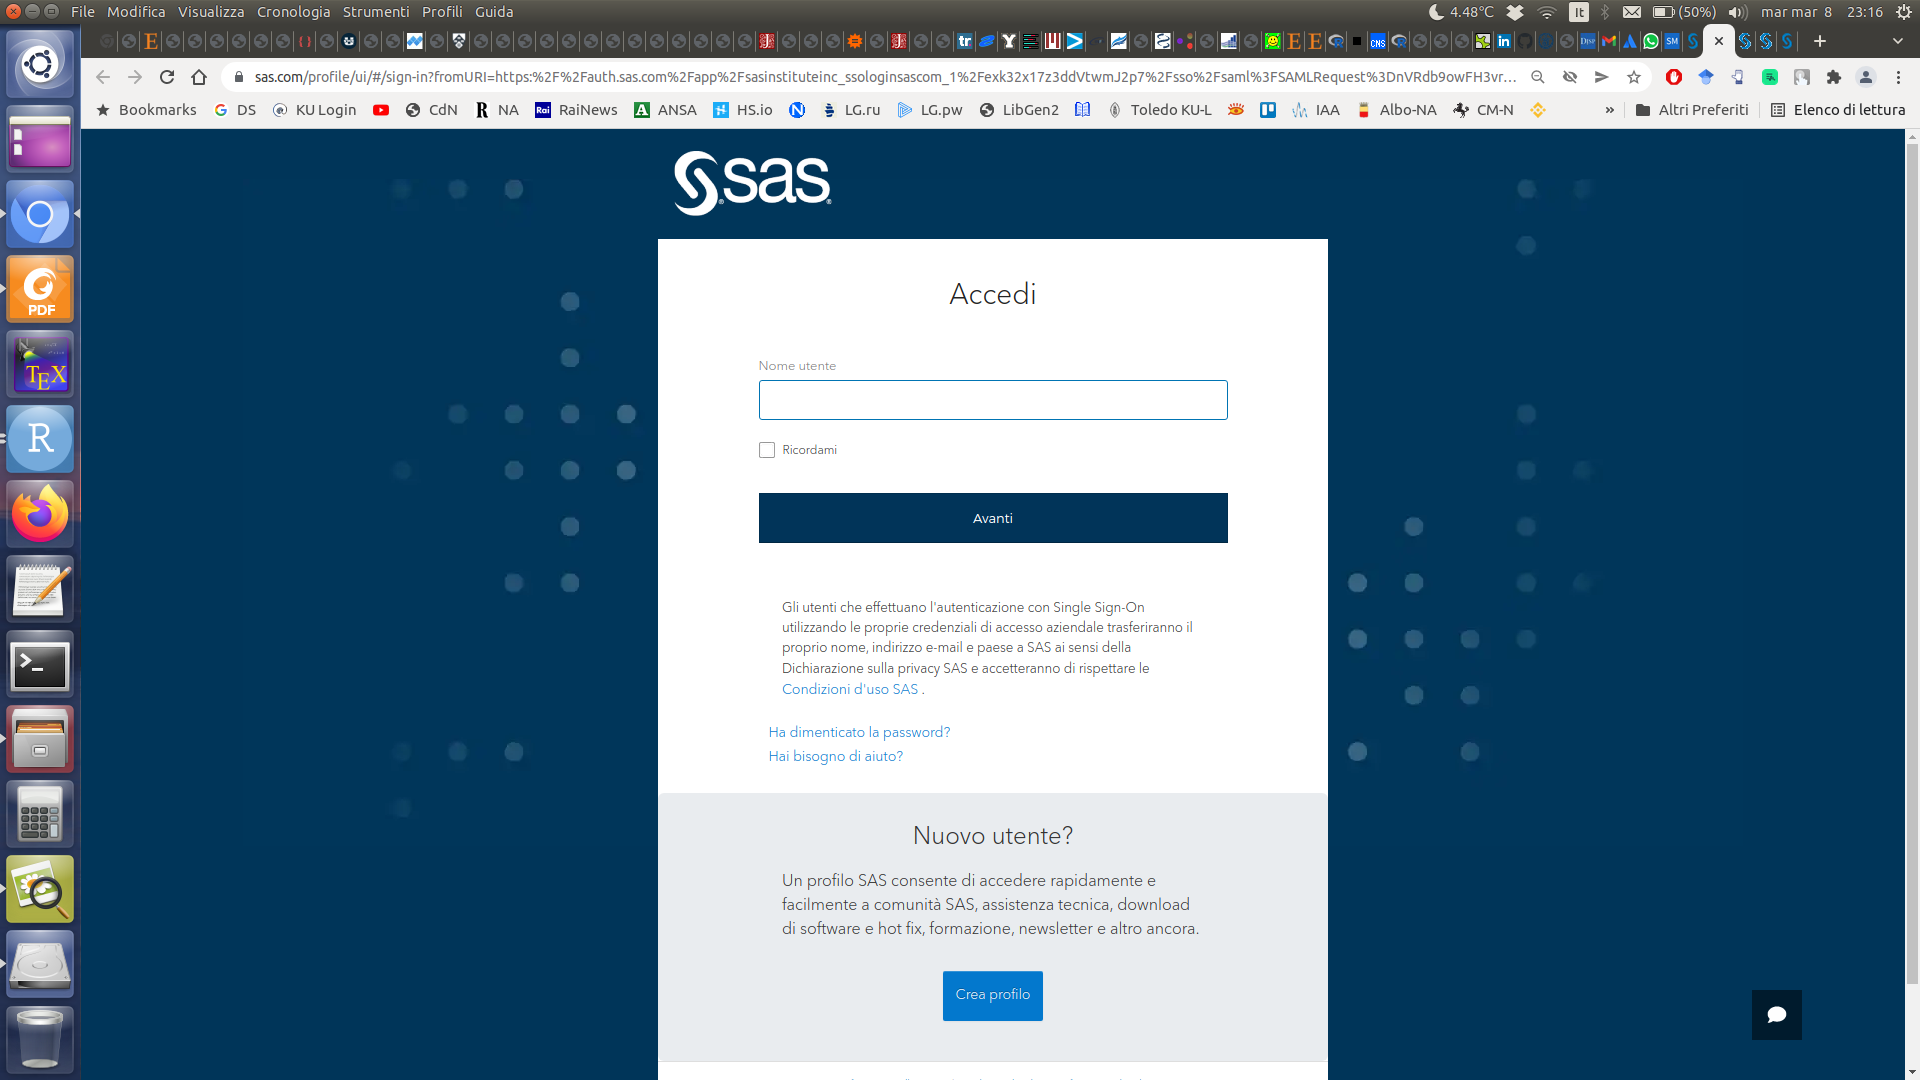 File Modifica Visualizza Cronologia Strumenti Profili Guida
4.48°C It (50%) mar mar 8 23:16
sas.com/profile/ui/#/sign-in?fromURI=https:%2F%2Fauth.sas.com%2Fapp%2Fsasinstituteinc_ssologinsascom_1%2Fexk32x17z3ddVtwmJ2p7%2Fsso%2Fsaml%3FSAMLRequest%3DnVRdb9owFH3vr...
Bookmarks DS KU Login CdN NA RaiNews ANSA HS.io LG.ru LG.pw LibGen2 Toledo KU-L IAA Albo-NA CM-N » Altri Preferiti Elenco di lettura
sas
Accedi
Nome utente
Ricordami
Avanti
Gli utenti che effettuano l'autenticazione con Single Sign-On
utilizzando le proprie credenziali di accesso aziendale trasferiranno il
proprio nome, indirizzo e-mail e paese a SAS ai sensi della
Dichiarazione sulla privacy SAS e accetteranno di rispettare le
Condizioni d'uso SAS .
Ha dimenticato la password?
Hai bisogno di aiuto?
Nuovo utente?
Un profilo SAS consente di accedere rapidamente e
facilmente a comunità SAS, assistenza tecnica, download
di software e hot fix, formazione, newsletter e altro ancora.
Crea profilo
PDF
TEX
R